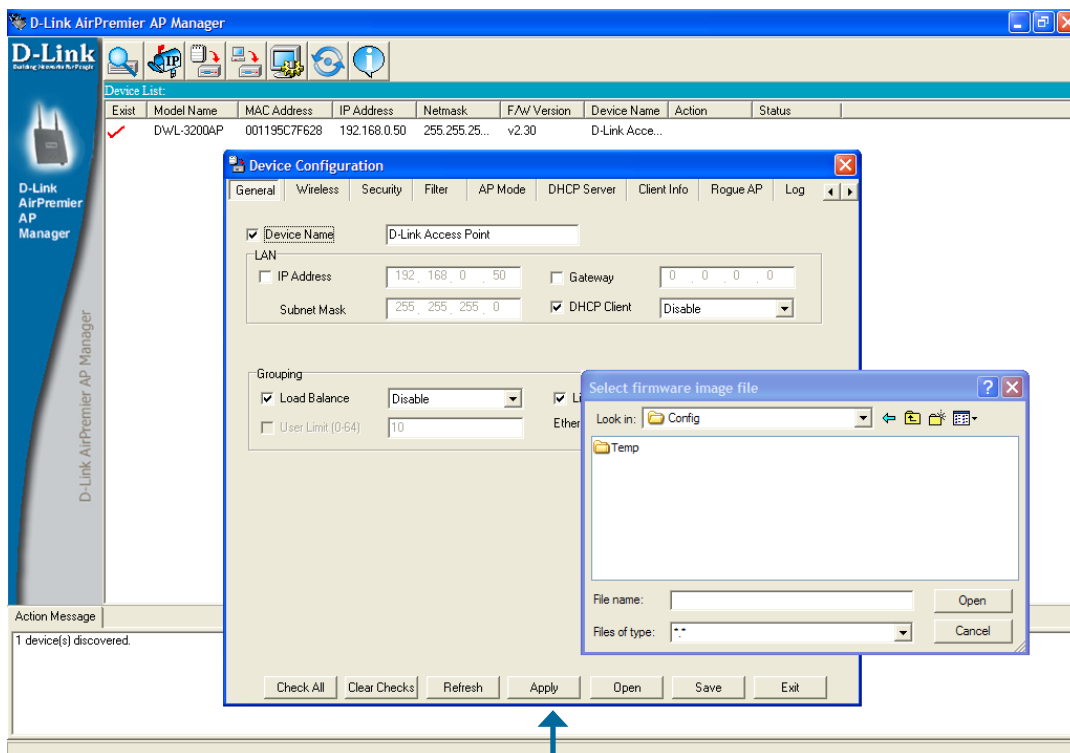 D-Link AirPremier AP Manager
D-Link
Building Networks for People
IP
Device List:
Exist Model Name MAC Address IP Address Netmask F/W Version Device Name Action Status
DWL-3200AP 001195C7F628 192.168.0.50 255.255.25... v2.30 D-Link Acce...
D-Link
AirPremier
AP
Manager
D-Link AirPremier AP Manager
Device Configuration
General Wireless Security Filter AP Mode DHCP Server Client Info Rogue AP Log
Device Name D-Link Access Point
LAN
IP Address 192 . 168 . 0 . 50 Gateway 0 . 0 . 0 . 0
Subnet Mask 255 . 255 . 255 . 0 DHCP Client Disable
Grouping
Load Balance Disable Li
User Limit (0-64) 10 Ether
Select firmware image file
Look in: Config
Temp
File name: Open
Files of type: *.* Cancel
Check All Clear Checks Refresh Apply Open Save Exit
Action Message
1 device(s) discovered.